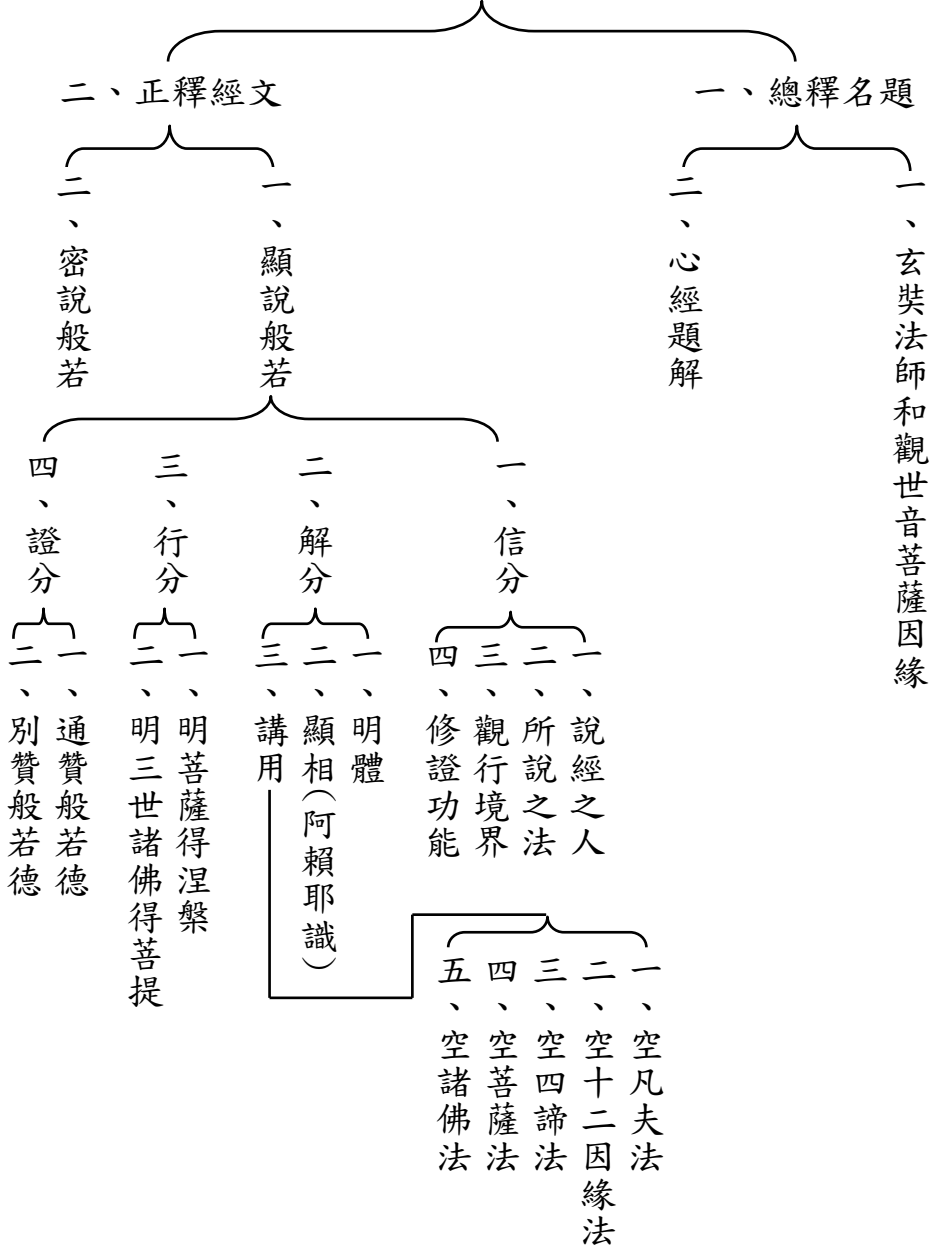 一、總釋名題
一、玄奘法師和觀世音菩薩因緣
二、心經題解
二、正釋經文
一、顯說般若
一、信分
一、說經之人
二、所說之法
三、觀行境界
四、修證功能
二、解分
一、明體
二、顯相(阿賴耶識)
三、講用
一、空凡夫法
二、空十二因緣法
三、空四諦法
四、空菩薩法
五、空諸佛法
三、行分
一、明菩薩得涅槃
二、明三世諸佛得菩提
四、證分
一、通贊般若德
二、別贊般若德
二、密說般若